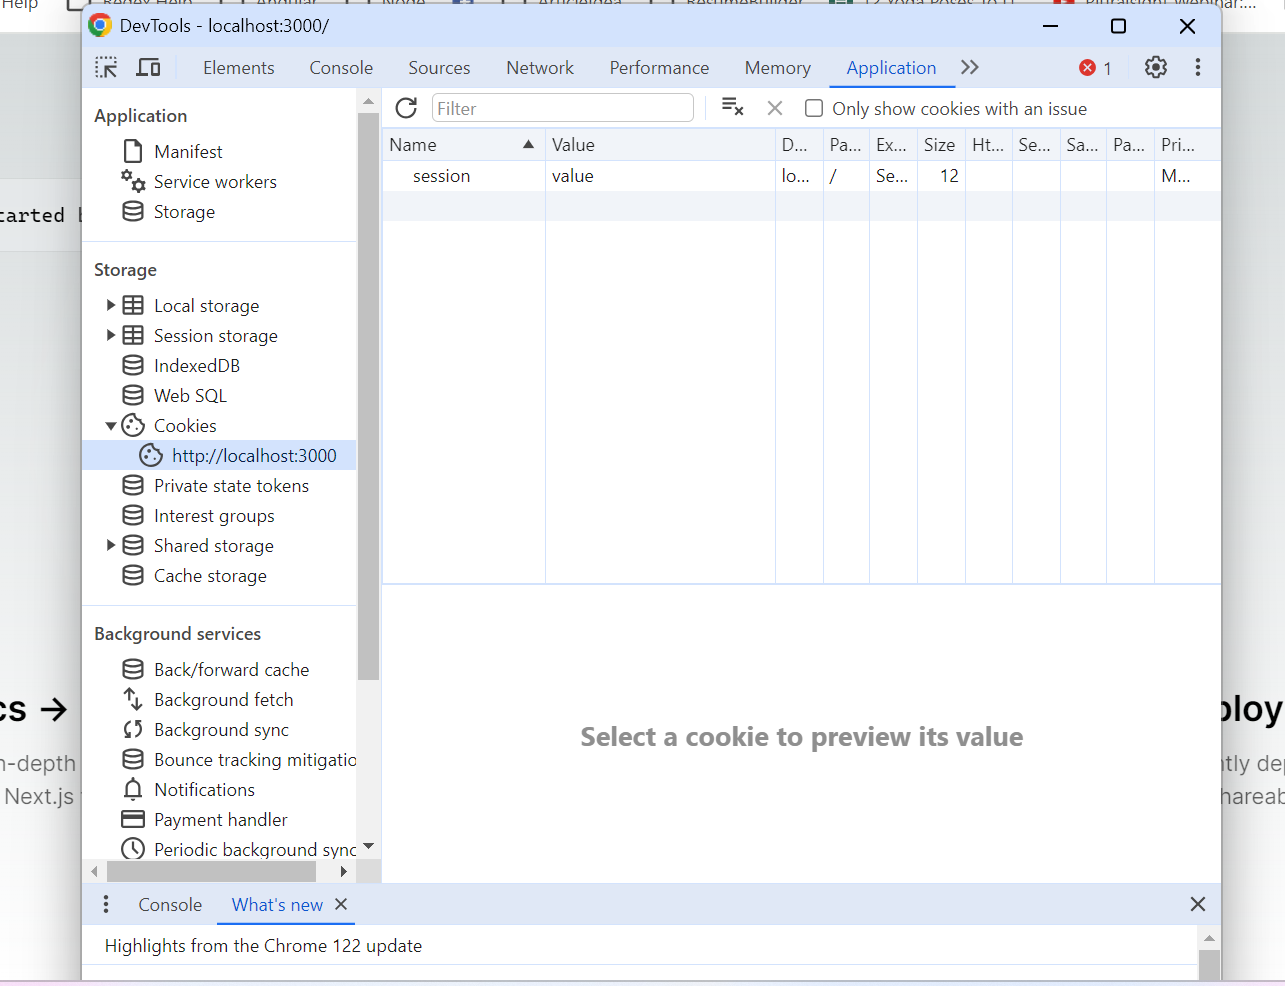 Help
DevTools - localhost:3000/
Elements Console Sources Network Performance Memory Application 1
Application
Manifest
Service workers
Storage
Storage
Local storage
Session storage
IndexedDB
Web SQL
Cookies
http://localhost:3000
Private state tokens
Interest groups
Shared storage
Cache storage
Background services
Back/forward cache
Background fetch
Background sync
Bounce tracking mitigatio
Notifications
Payment handler
Periodic background sync
Filter Only show cookies with an issue
Name ▲ Value D... Pa... Ex... Size Ht... Se... Sa... Pa... Pri...
session value lo... / Se... 12 M...
Select a cookie to preview its value
Console What's new
Highlights from the Chrome 122 update
tarted
cs →
n-depth
Next.js
ploy
ntly de
hareab